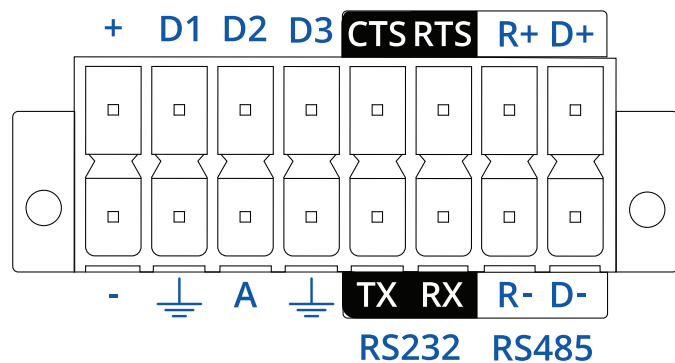 + D1 D2 D3 CTS RTS R+ D+
- A TX RX R- D-
RS232 RS485